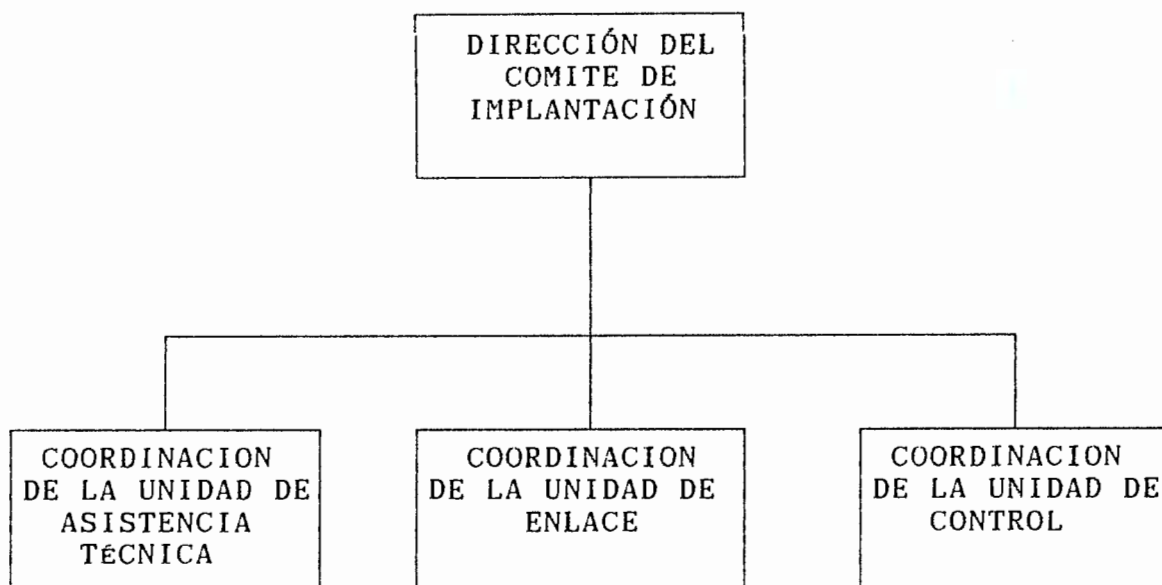 DIRECCIÓN DEL
COMITE DE
IMPLANTACIÓN
COORDINACION
DE LA UNIDAD DE
ASISTENCIA
TÉCNICA
COORDINACION
DE LA UNIDAD DE
ENLACE
COORDINACION
DE LA UNIDAD DE
CONTROL